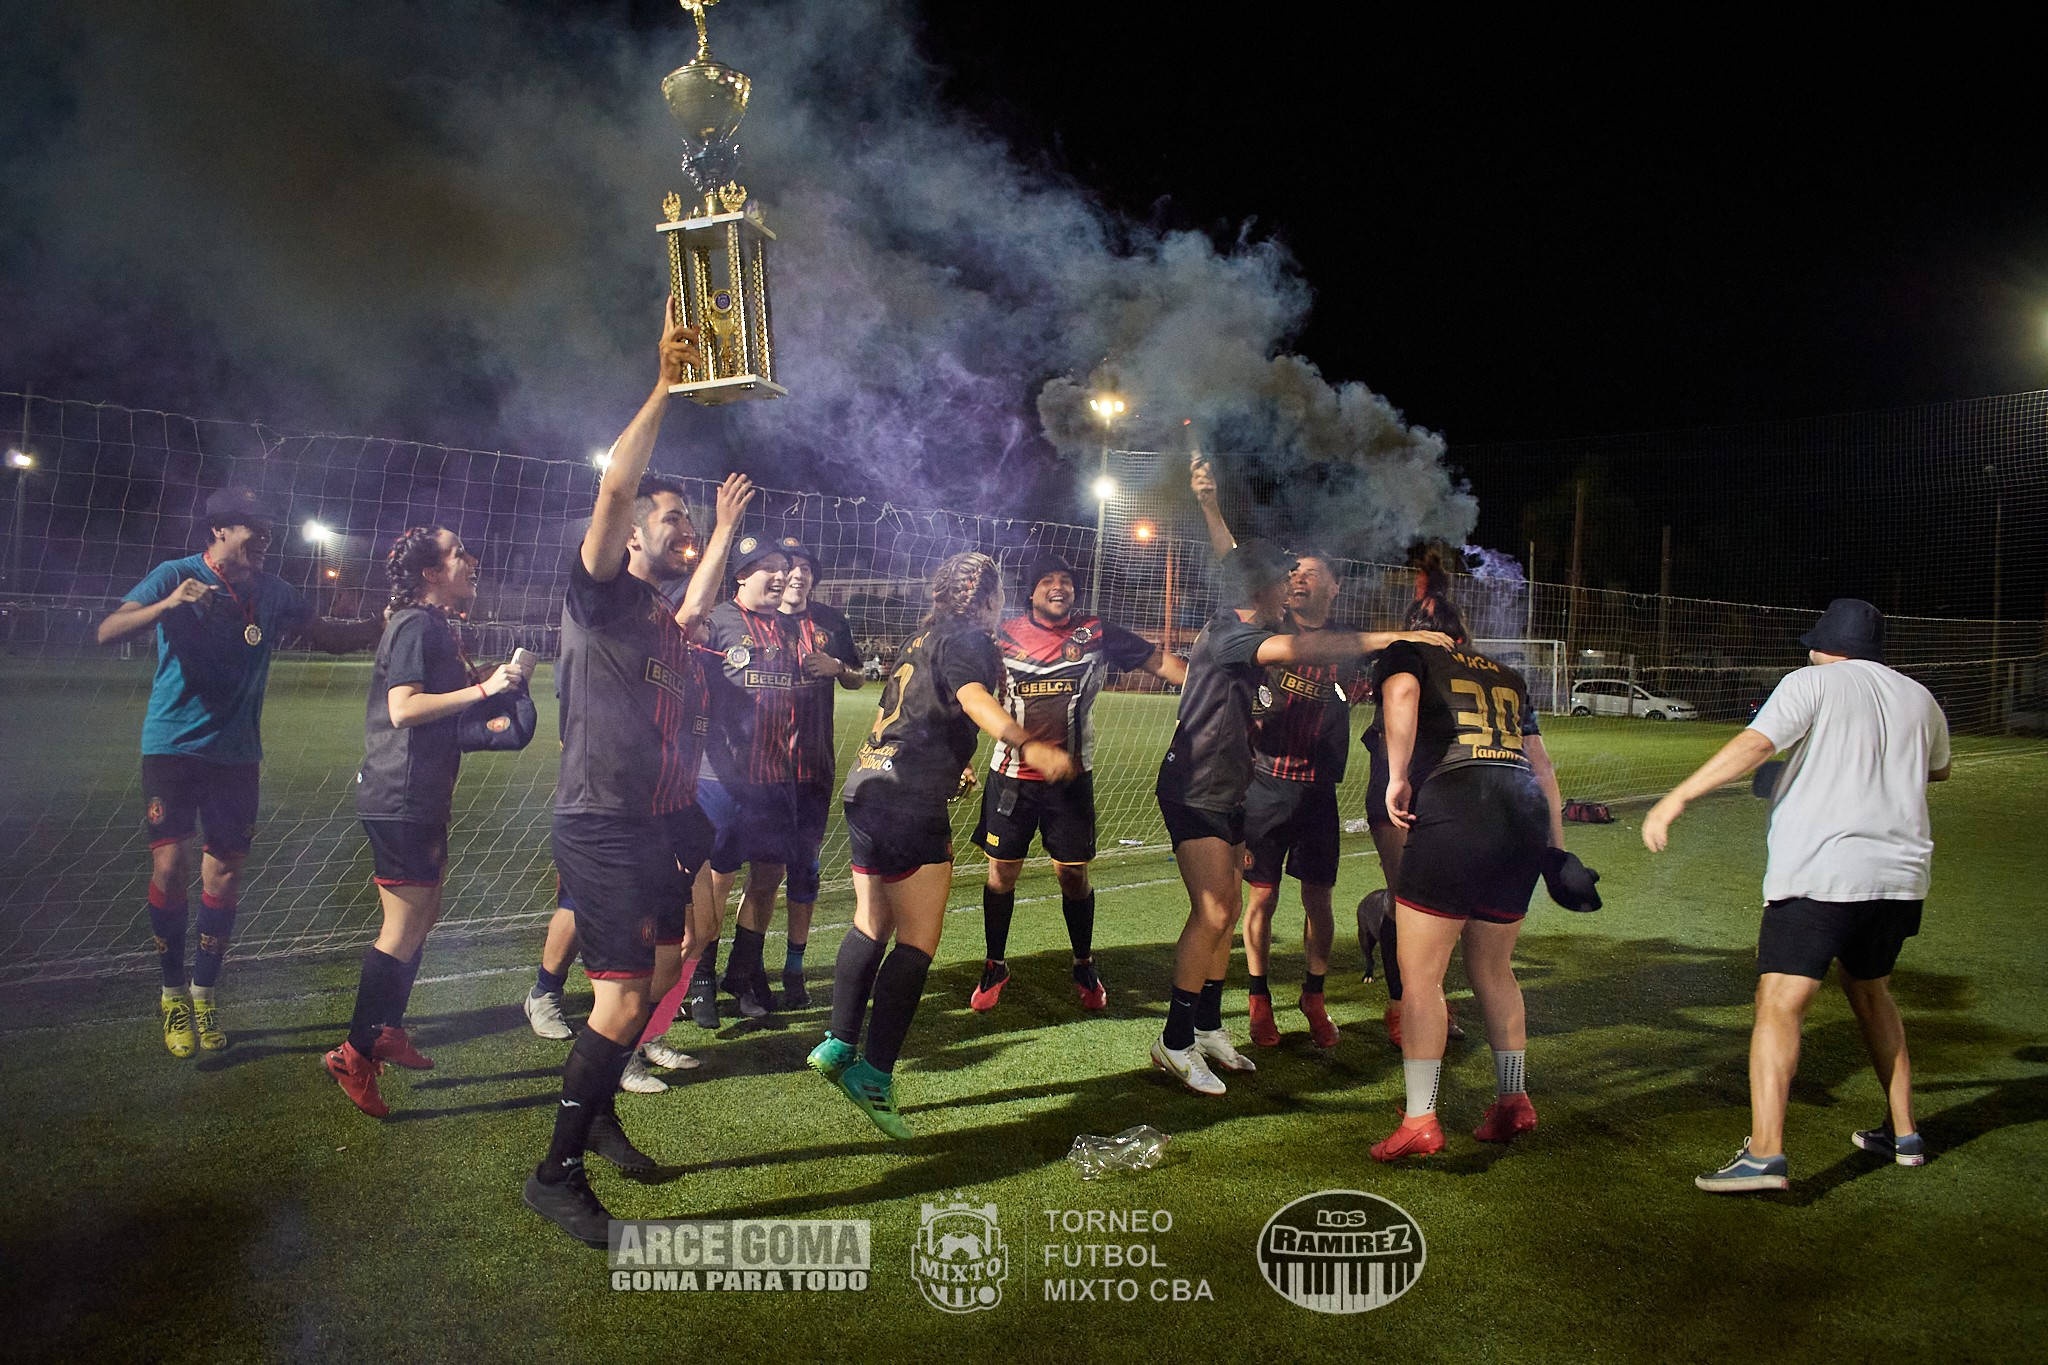 BEELCA
BEELCA
BEELCA
BEELCA
30
ARCE GOMA
GOMA PARA TODO
MIXTO
TORNEO
FUTBOL
MIXTO CBA
LOS
RAMIREZ